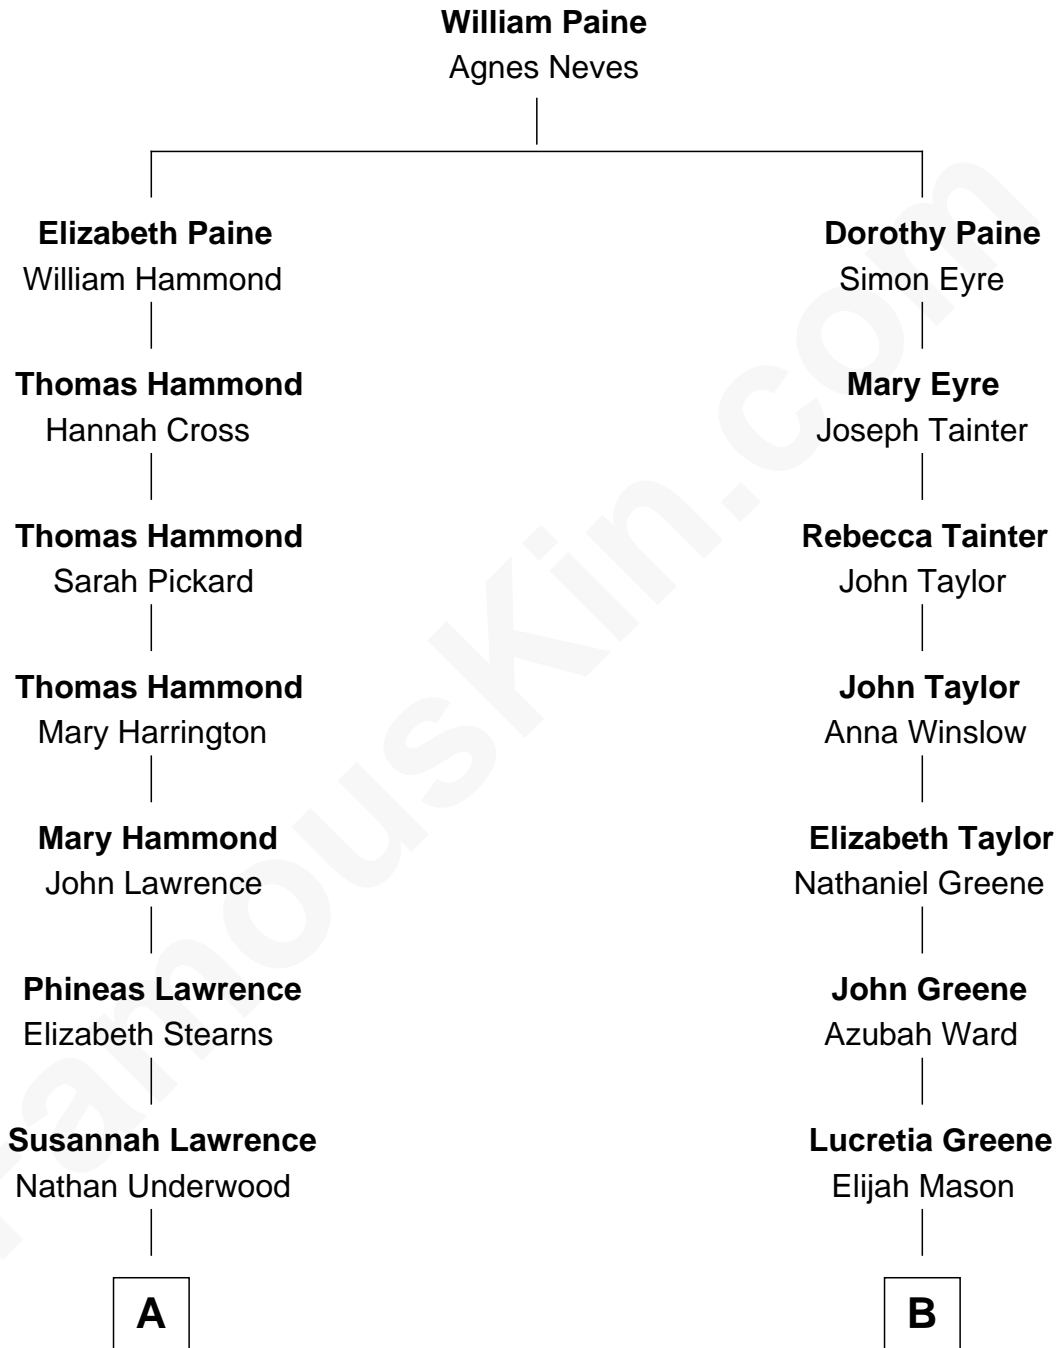 William Paine
Agnes Neves
Elizabeth Paine
William Hammond
Thomas Hammond
Hannah Cross
Thomas Hammond
Sarah Pickard
Thomas Hammond
Mary Harrington
Mary Hammond
John Lawrence
Phineas Lawrence
Elizabeth Stearns
Susannah Lawrence
Nathan Underwood
A
Dorothy Paine
Simon Eyre
Mary Eyre
Joseph Tainter
Rebecca Tainter
John Taylor
John Taylor
Anna Winslow
Elizabeth Taylor
Nathaniel Greene
John Greene
Azubah Ward
Lucretia Greene
Elijah Mason
B
FamousKin.com